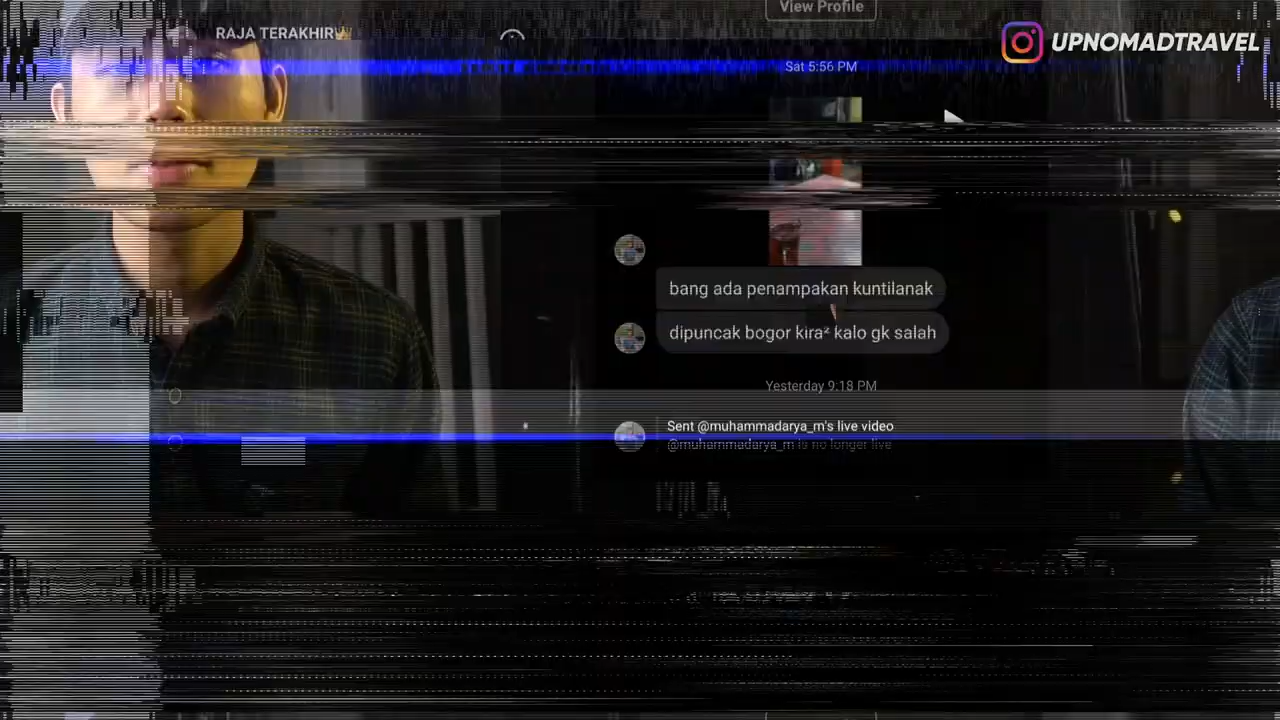 View Profile
RAJA TERAKHIR
UPNOMADTRAVEL
Sat 5:56 PM
bang ada penampakan kuntilanak
dipuncak bogor kira² kalo gk salah
Yesterday 9:18 PM
Sent @muhammadarya_m's live video
@muhammadarya_m is no longer live